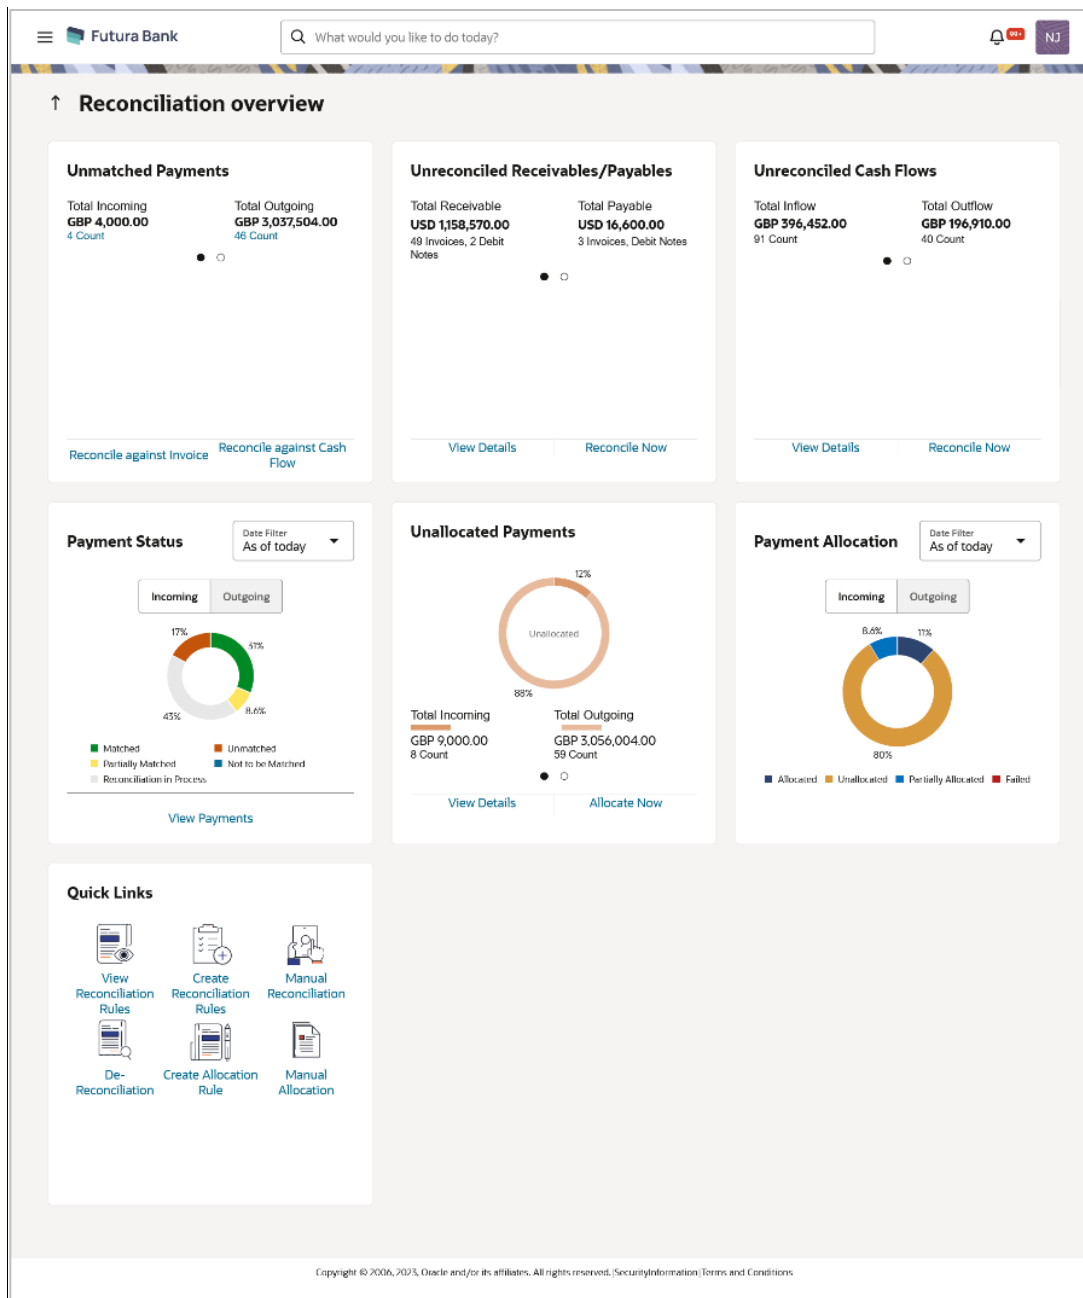 Futura Bank
What would you like to do today?
99+
NJ
↑ Reconciliation overview
Unmatched Payments
Total Incoming
GBP 4,000.00
4 Count
Total Outgoing
GBP 3,037,504.00
46 Count
Reconcile against Invoice
Reconcile against Cash
Flow
Unreconciled Receivables/Payables
Total Receivable
USD 1,158,570.00
49 Invoices, 2 Debit
Notes
Total Payable
USD 16,600.00
3 Invoices, Debit Notes
View Details
Reconcile Now
Unreconciled Cash Flows
Total Inflow
GBP 396,452.00
91 Count
Total Outflow
GBP 196,910.00
40 Count
View Details
Reconcile Now
Payment Status
Date Filter
As of today
Incoming
Outgoing
17%
31%
43%
8.6%
Matched
Unmatched
Partially Matched
Not to be Matched
Reconciliation in Process
View Payments
Unallocated Payments
12%
Unallocated
88%
Total Incoming
GBP 9,000.00
8 Count
Total Outgoing
GBP 3,056,004.00
59 Count
View Details
Allocate Now
Payment Allocation
Date Filter
As of today
Incoming
Outgoing
8.6%
11%
80%
Allocated
Unallocated
Partially Allocated
Failed
Quick Links
View
Reconciliation
Rules
Create
Reconciliation
Rules
Manual
Reconciliation
De-
Reconciliation
Create Allocation
Rule
Manual
Allocation
Copyright © 2006, 2023, Oracle and/or its affiliates. All rights reserved. |SecurityInformation|Terms and Conditions